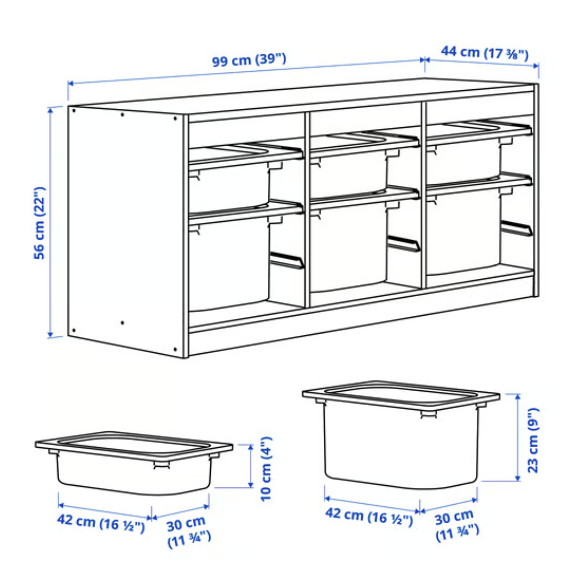 99 cm (39")
44 cm (17 ⅜")
56 cm (22")
10 cm (4")
42 cm (16 ½")
30 cm
(11 ¾")
23 cm (9")
42 cm (16 ½")
30 cm
(11 ¾")